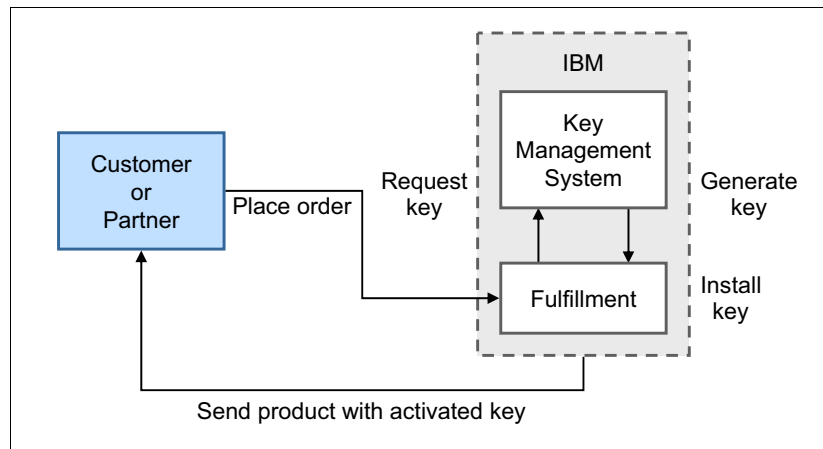 IBM
Key
Management
System
Customer
or
Partner
Request
key
Generate
key
Place order
Fulfillment
Install
key
Send product with activated key